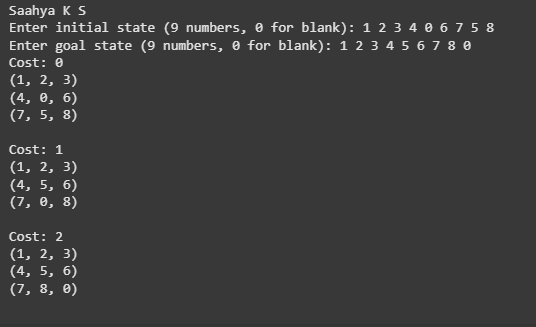 Saahya K S
Enter initial state (9 numbers, 0 for blank): 1 2 3 4 0 6 7 5 8
Enter goal state (9 numbers, 0 for blank): 1 2 3 4 5 6 7 8 0
Cost: 0
(1, 2, 3)
(4, 0, 6)
(7, 5, 8)
Cost: 1
(1, 2, 3)
(4, 5, 6)
(7, 0, 8)
Cost: 2
(1, 2, 3)
(4, 5, 6)
(7, 8, 0)